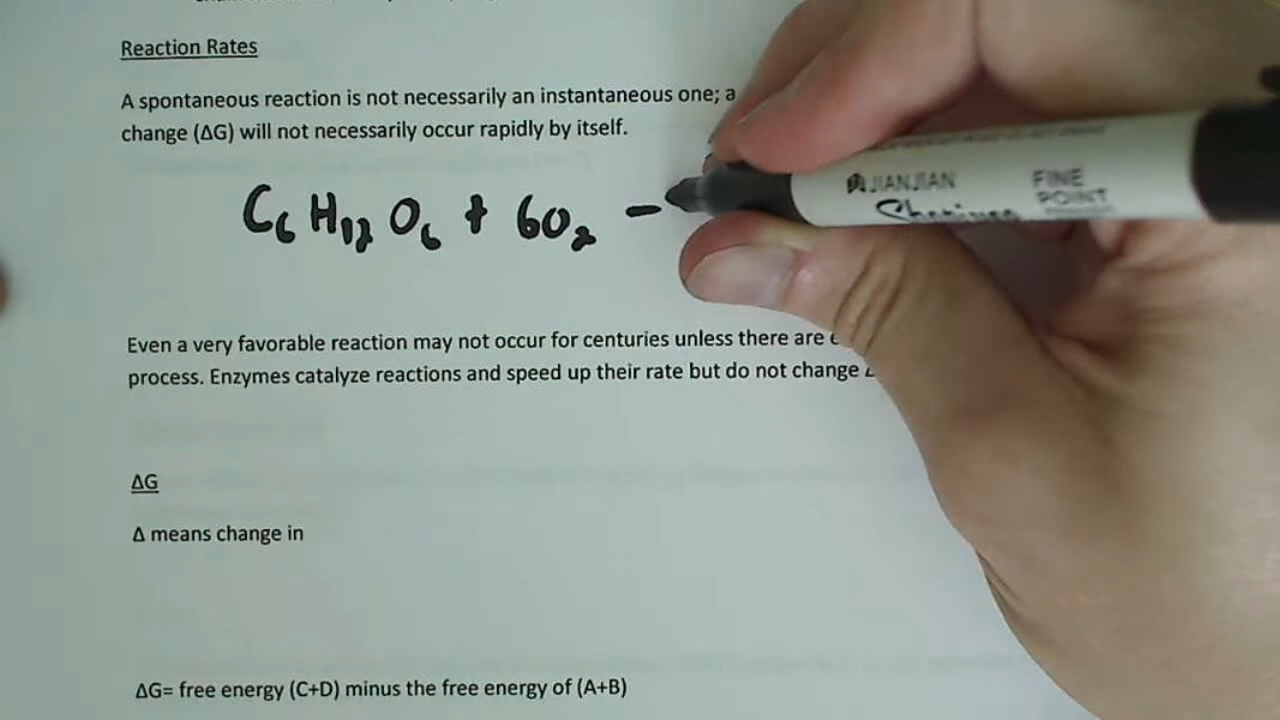 Reaction Rates
A spontaneous reaction is not necessarily an instantaneous one; a
change (ΔG) will not necessarily occur rapidly by itself.
C₆H₁₂O₆ + 6O₂ –
JIANJIAN
FINE
POINT
Even a very favorable reaction may not occur for centuries unless there are
process. Enzymes catalyze reactions and speed up their rate but do not change
ΔG
Δ means change in
ΔG= free energy (C+D) minus the free energy of (A+B)